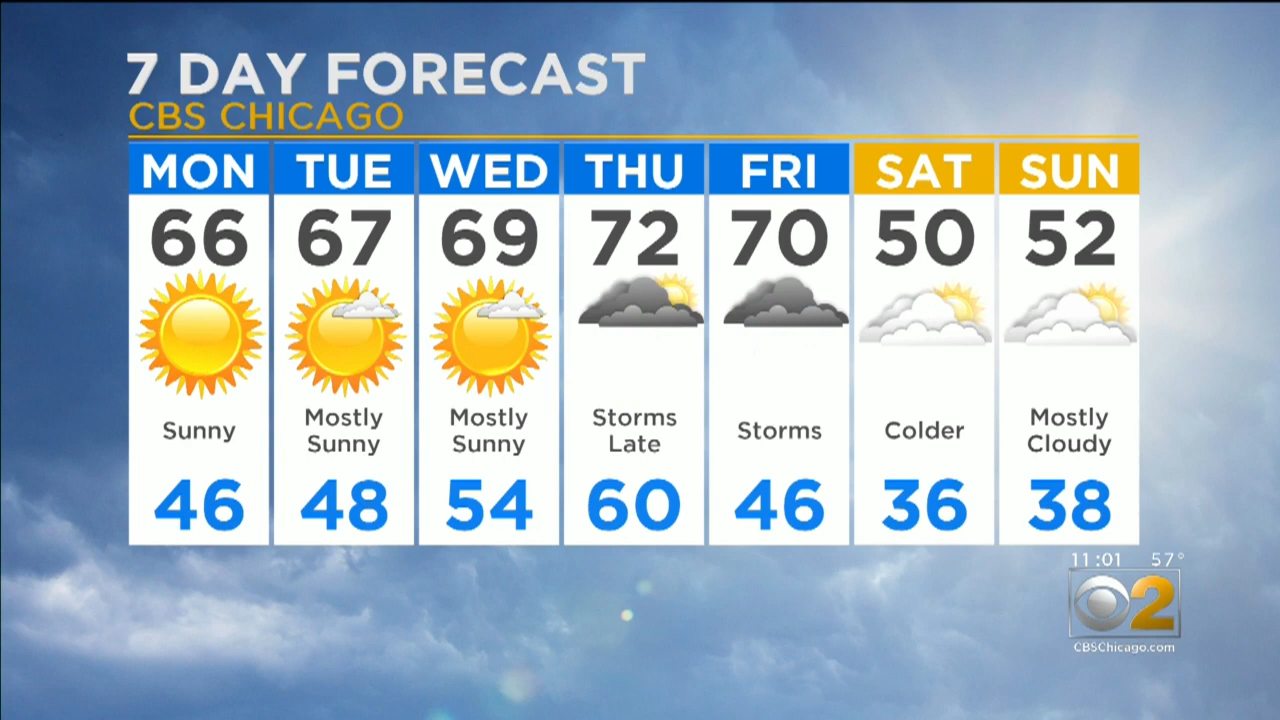 7 DAY FORECAST
CBS CHICAGO
MON TUE WED THU FRI SAT SUN
66 67 69 72 70 50 52
Sunny
Mostly
Sunny
Mostly
Sunny
Storms
Late
Storms
Colder
Mostly
Cloudy
46 48 54 60 46 36 38
11:01 57°
2
CBSChicago.com